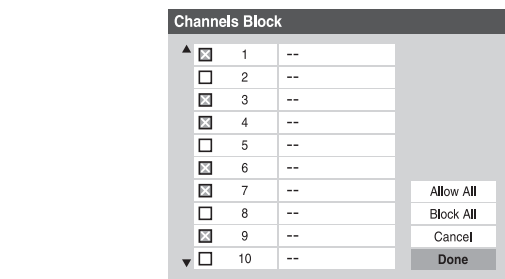 Channels Block
1 --
2 --
3 --
4 --
5 --
6 --
7 --
8 --
9 --
10 --
Allow All
Block All
Cancel
Done